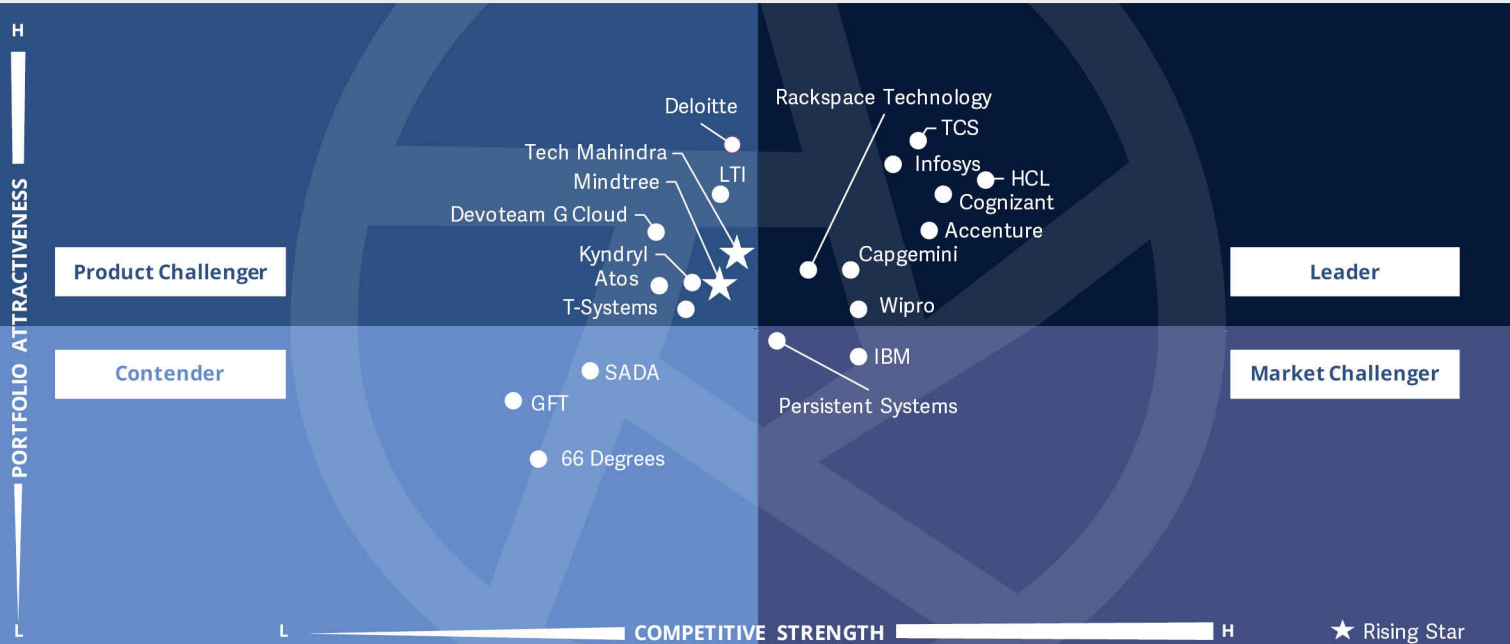 H
Rackspace Technology
Deloitte
TCS
Tech Mahindra
Infosys
LTI
HCL
Mindtree
Cognizant
Devoteam G Cloud
Accenture
Kyndryl
Capgemini
Product Challenger
Leader
Atos
T-Systems
Wipro
PORTFOLIO ATTRACTIVENESS
IBM
Contender
SADA
Market Challenger
GFT
Persistent Systems
66 Degrees
L
L
COMPETITIVE STRENGTH
H
Rising Star